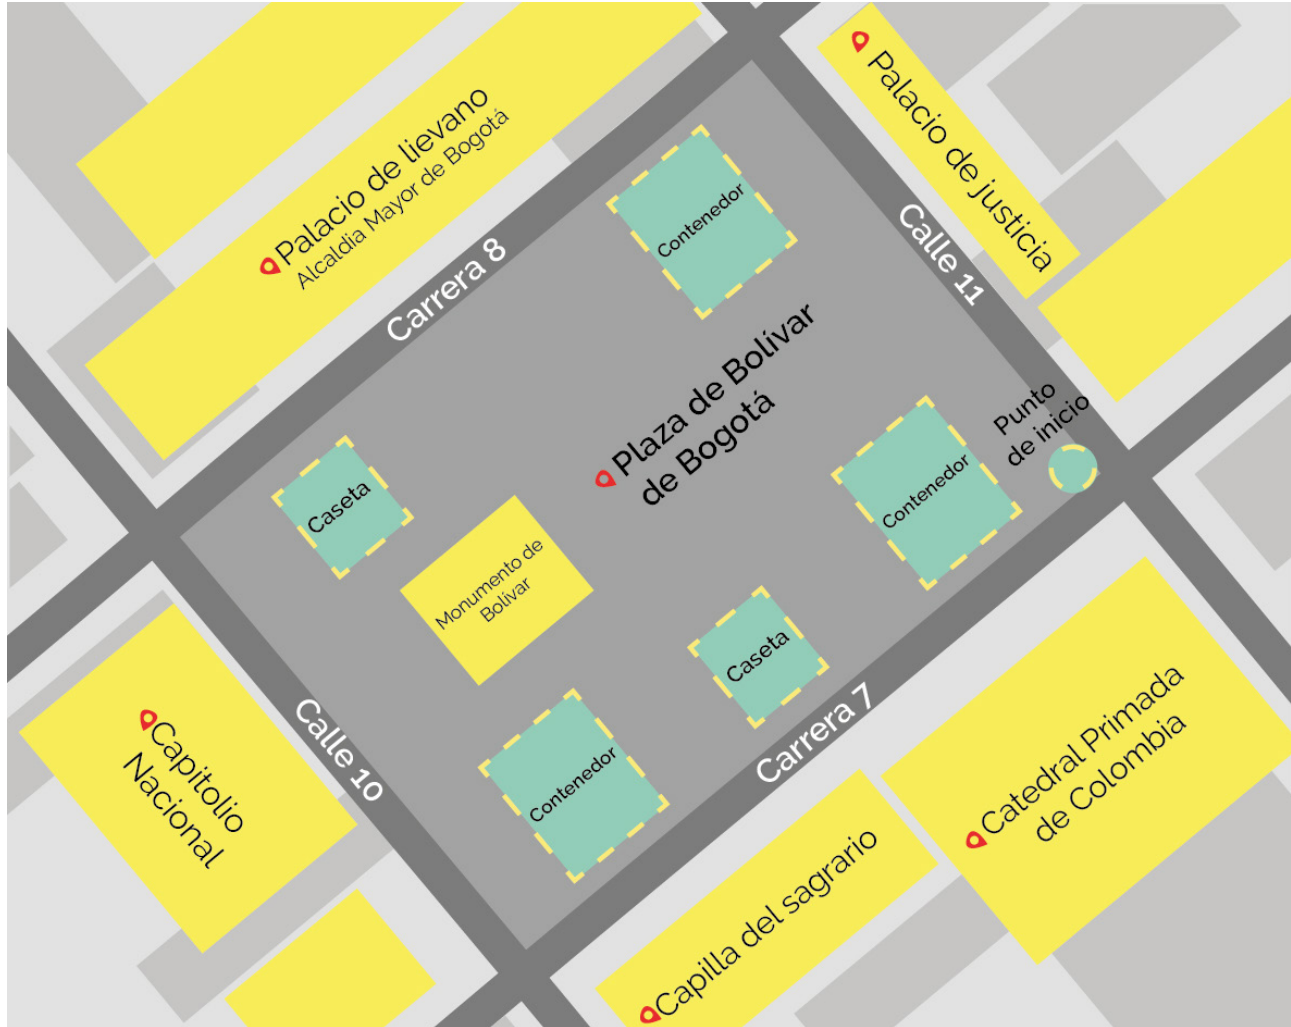 Palacio de lievano
Alcaldia Mayor de Bogotá
Carrera 8
Contenedor
Palacio de justicia
Calle 11
Plaza de Bolívar
de Bogotá
Punto
de inicio
Contenedor
Caseta
Monumento de
Bolívar
Caseta
Contenedor
Carrera 7
Calle 10
Capitolio
Nacional
Catedral Primada
de Colombia
Capilla del sagrario